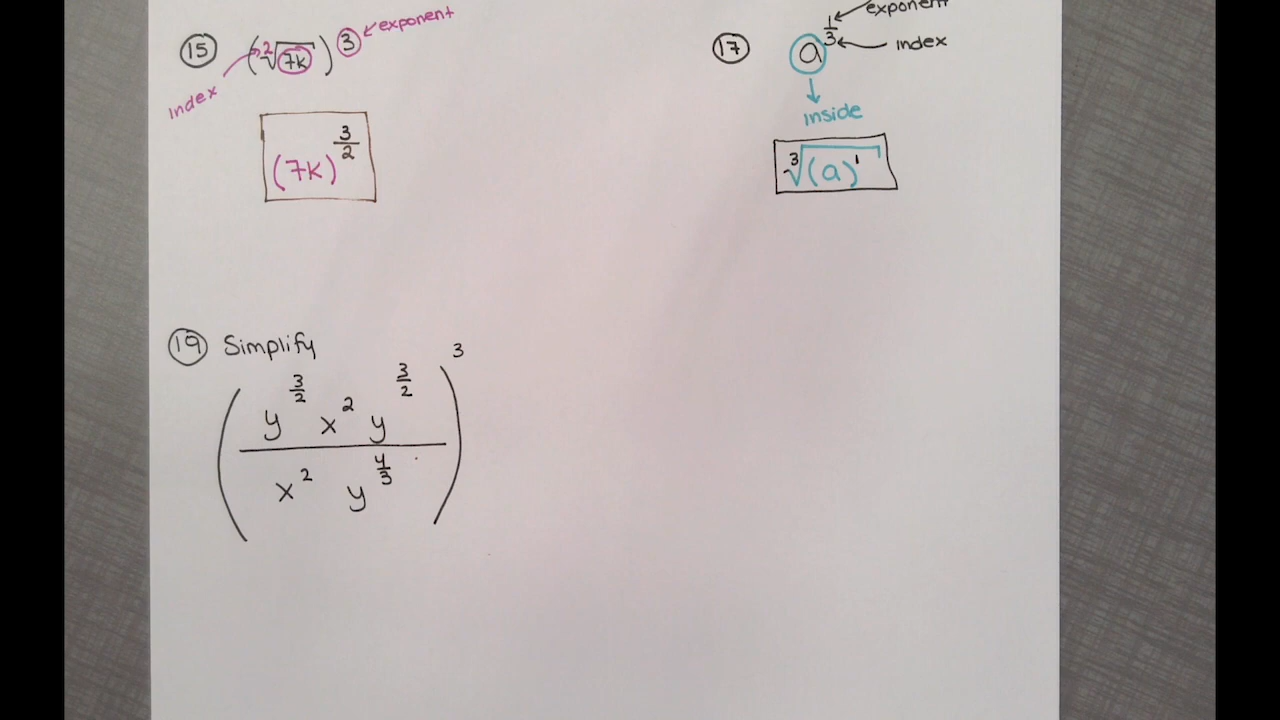 ⑮ (²√7k)³ ← exponent
index
(7k)^(3/2)
⑰ a^(1/3) ← exponent
← index
inside
³√(a)¹
⑲ Simplify
(y^(3/2) x² y^(3/2) / x² y^(4/3))³